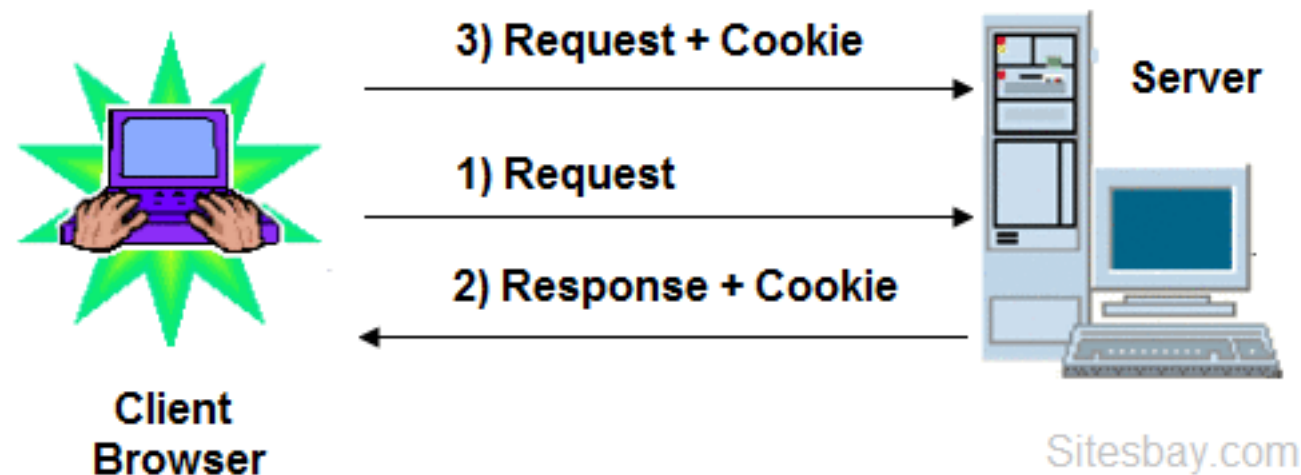 3) Request + Cookie
Server
1) Request
2) Response + Cookie
Client
Browser
Sitesbay.com